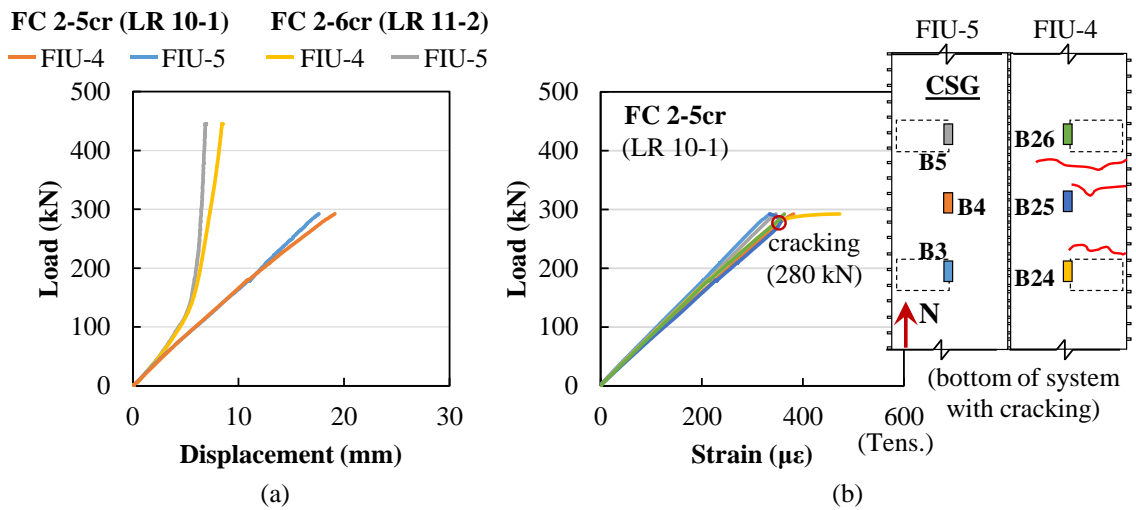 FC 2-5cr (LR 10-1) FC 2-6cr (LR 11-2)
FIU-4 FIU-5 FIU-4 FIU-5
500
400
300
200
100
0
Load (kN)
0 10 20 30
Displacement (mm)
(a)
500
400
300
200
100
0
Load (kN)
FC 2-5cr
(LR 10-1)
cracking
(280 kN)
0 200 400 600
(Tens.)
Strain (με)
(b)
FIU-5 FIU-4
CSG
B26
B5
B4 B25
B3
B24
N
(bottom of system
with cracking)